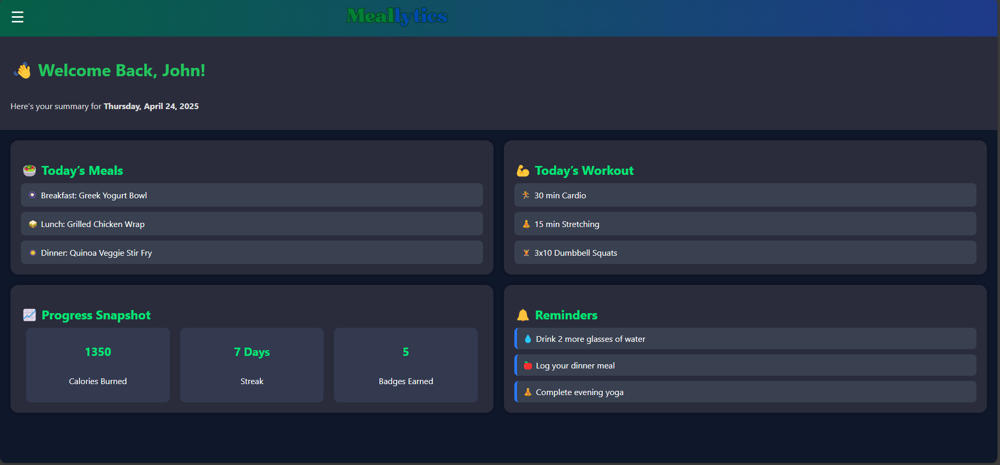 Meallytics
👋 Welcome Back, John!
Here’s your summary for Thursday, April 24, 2025
🥗 Today’s Meals
🍳 Breakfast: Greek Yogurt Bowl
🥪 Lunch: Grilled Chicken Wrap
🍛 Dinner: Quinoa Veggie Stir Fry
💪 Today’s Workout
🏃 30 min Cardio
🧘 15 min Stretching
🏋 3x10 Dumbbell Squats
📈 Progress Snapshot
1350
Calories Burned
7 Days
Streak
5
Badges Earned
🔔 Reminders
💧 Drink 2 more glasses of water
🍎 Log your dinner meal
🧘 Complete evening yoga